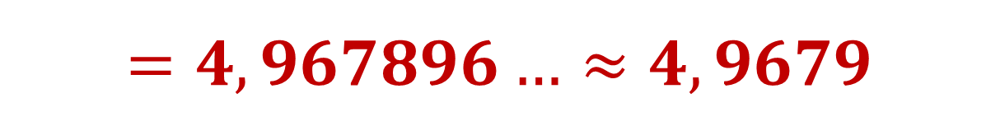 = 4, 967896 … ≈ 4, 9679